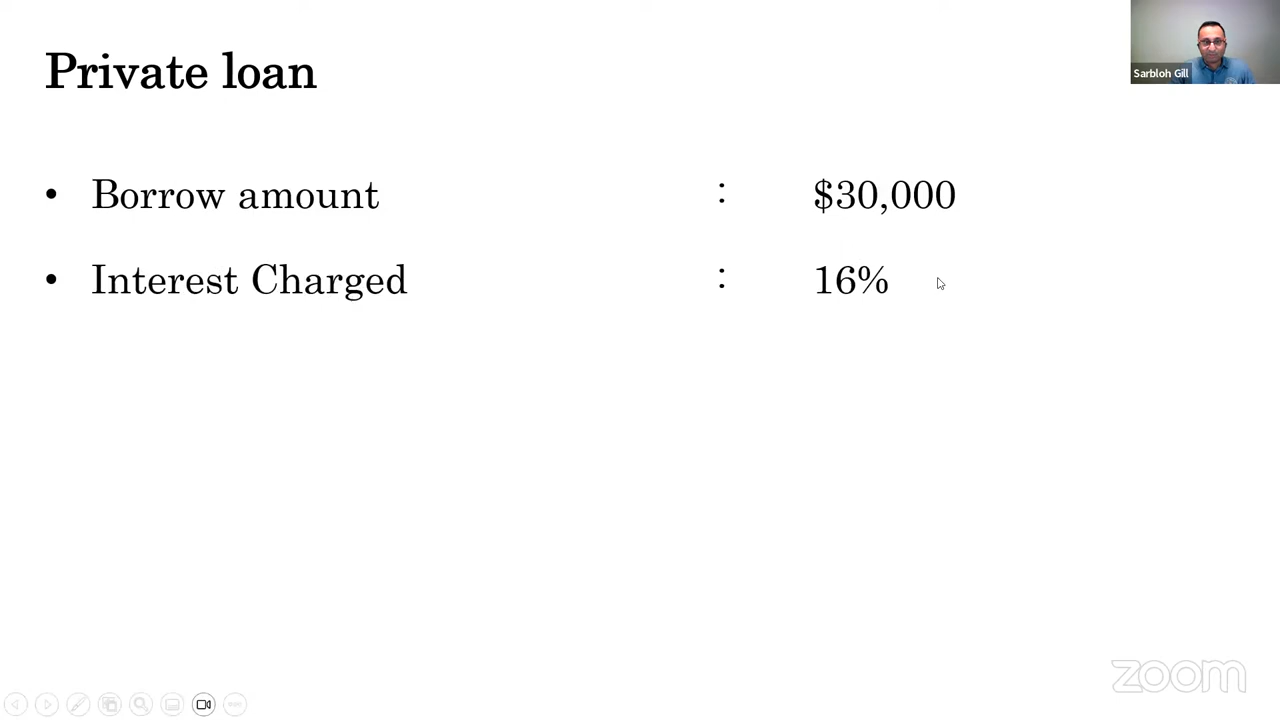 Private loan
Sarbloh Gill
• Borrow amount : $30,000
• Interest Charged : 16%
zoom